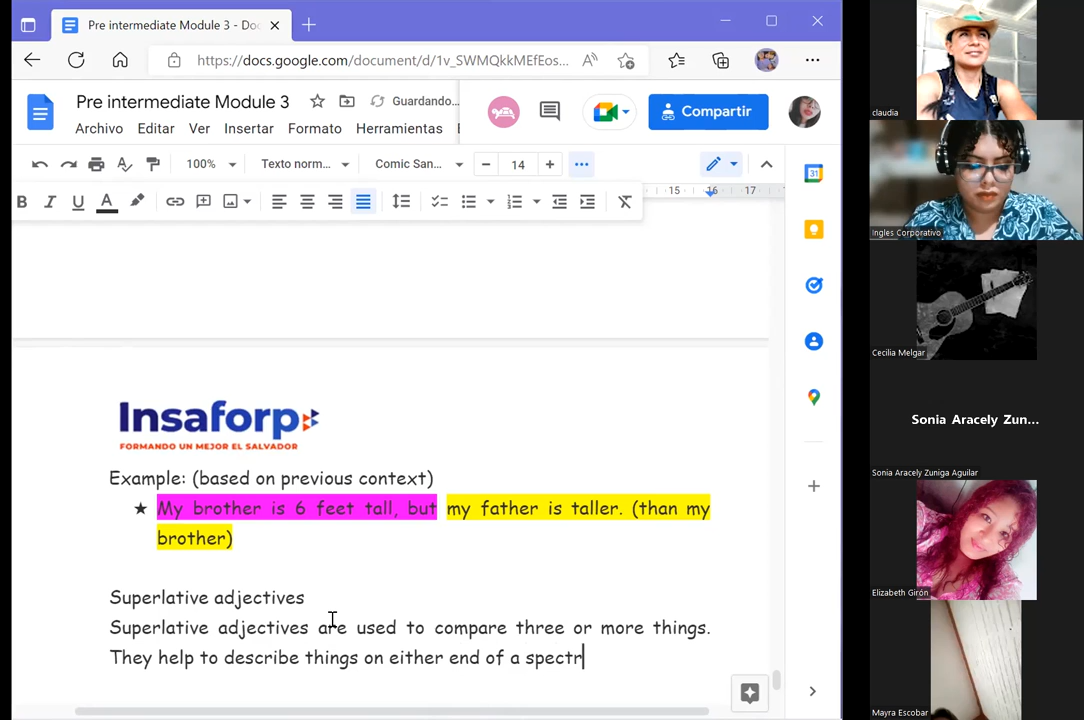 Pre intermediate Module 3 - Doc
https://docs.google.com/document/d/1v_SWMQkkMEfEos...
Pre intermediate Module 3
Guardando...
Compartir
Archivo Editar Ver Insertar Formato Herramientas
100% Texto norm... Comic San... 14
15 16 17
B I U A
31
Insaforp
FORMANDO UN MEJOR EL SALVADOR
Example: (based on previous context)
★ My brother is 6 feet tall, but my father is taller. (than my
brother)
Superlative adjectives
Superlative adjectives are used to compare three or more things.
They help to describe things on either end of a spectr
claudia
Ingles Corporativo
Cecilia Melgar
Sonia Aracely Zun...
Sonia Aracely Zuniga Aguilar
Elizabeth Girón
Mayra Escobar